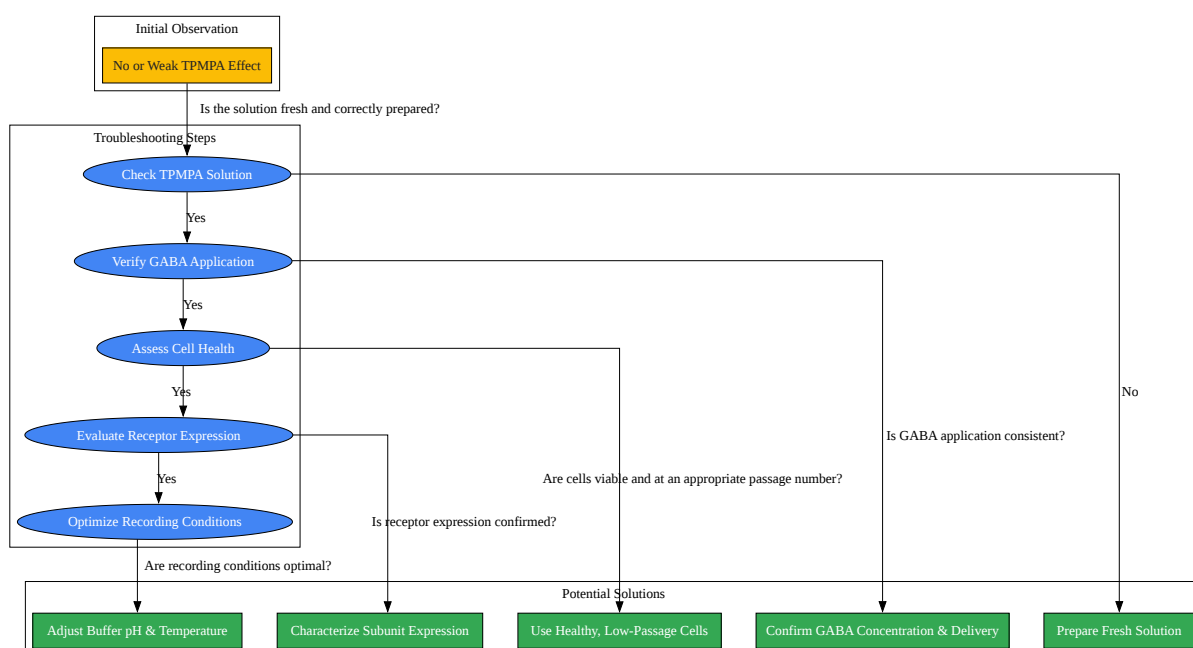 Initial Observation
No or Weak TPMPA Effect
Is the solution fresh and correctly prepared?
Troubleshooting Steps
Check TPMPA Solution
Yes
Verify GABA Application
Yes
Assess Cell Health
Yes
No
Evaluate Receptor Expression
Is GABA application consistent?
Yes
Are cells viable and at an appropriate passage number?
Optimize Recording Conditions
Is receptor expression confirmed?
Are recording conditions optimal?
Potential Solutions
Adjust Buffer pH & Temperature
Characterize Subunit Expression
Use Healthy, Low-Passage Cells
Confirm GABA Concentration & Delivery
Prepare Fresh Solution